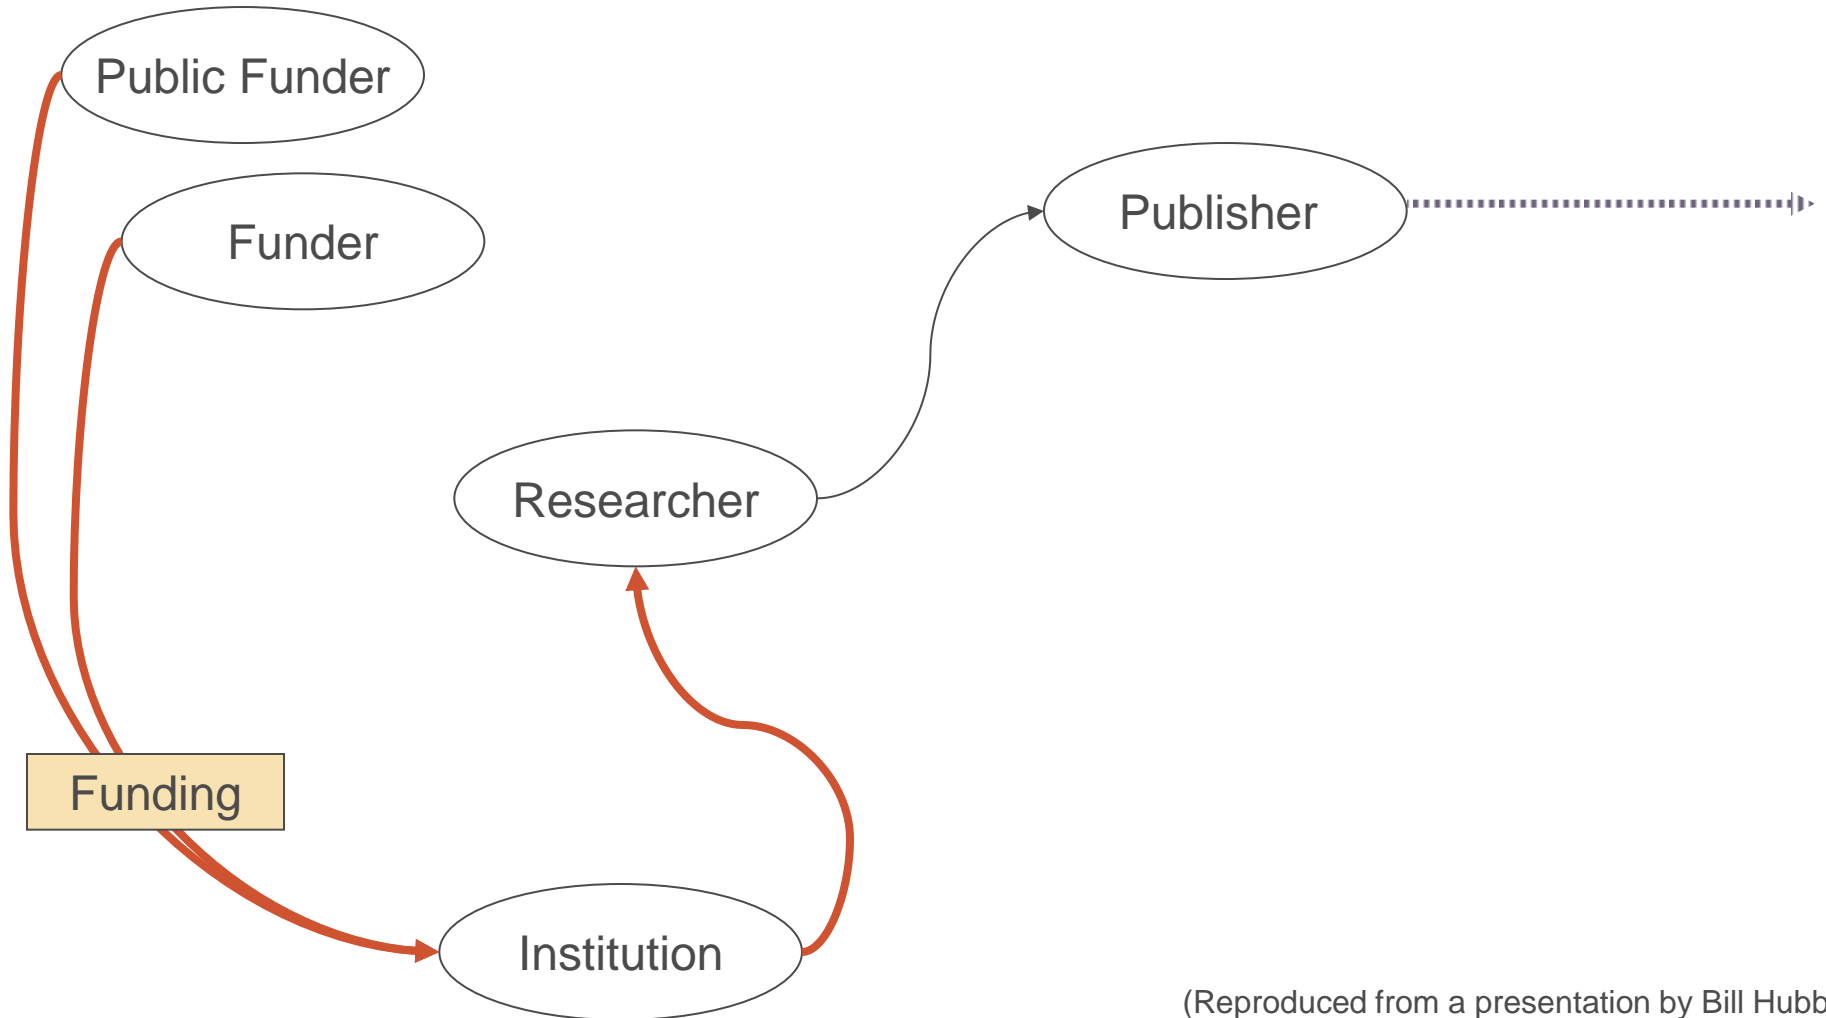 Public Funder
Funder
Publisher
Researcher
Funding
Institution
(Reproduced from a presentation by Bill